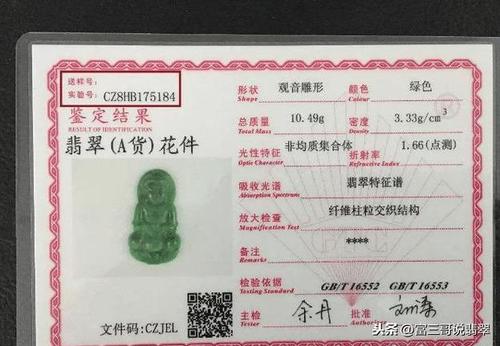 送样号:
实验号: CZ8HB175184
鉴定结果
RESULT OF IDENTIFICATION
翡翠(A货)花件
文件码: CZJEL
形状 观音雕形 颜色 绿色
Shape Colour
总质量 10.49g 密度 3.33g/cm³
Total Mass Density
光性特征 非均质集合体 折射率 1.66(点测)
Optic Character Refractive Index
吸收光谱 翡翠特征谱
Absorption Spectrum
放大检查 纤维柱粒交织结构
Magnification Test
备注 ****
Remarks
检验依据 GB/T 16552 GB/T 16553
Testing Standard
主检 余丹 批准
头条@富三哥说翡翠